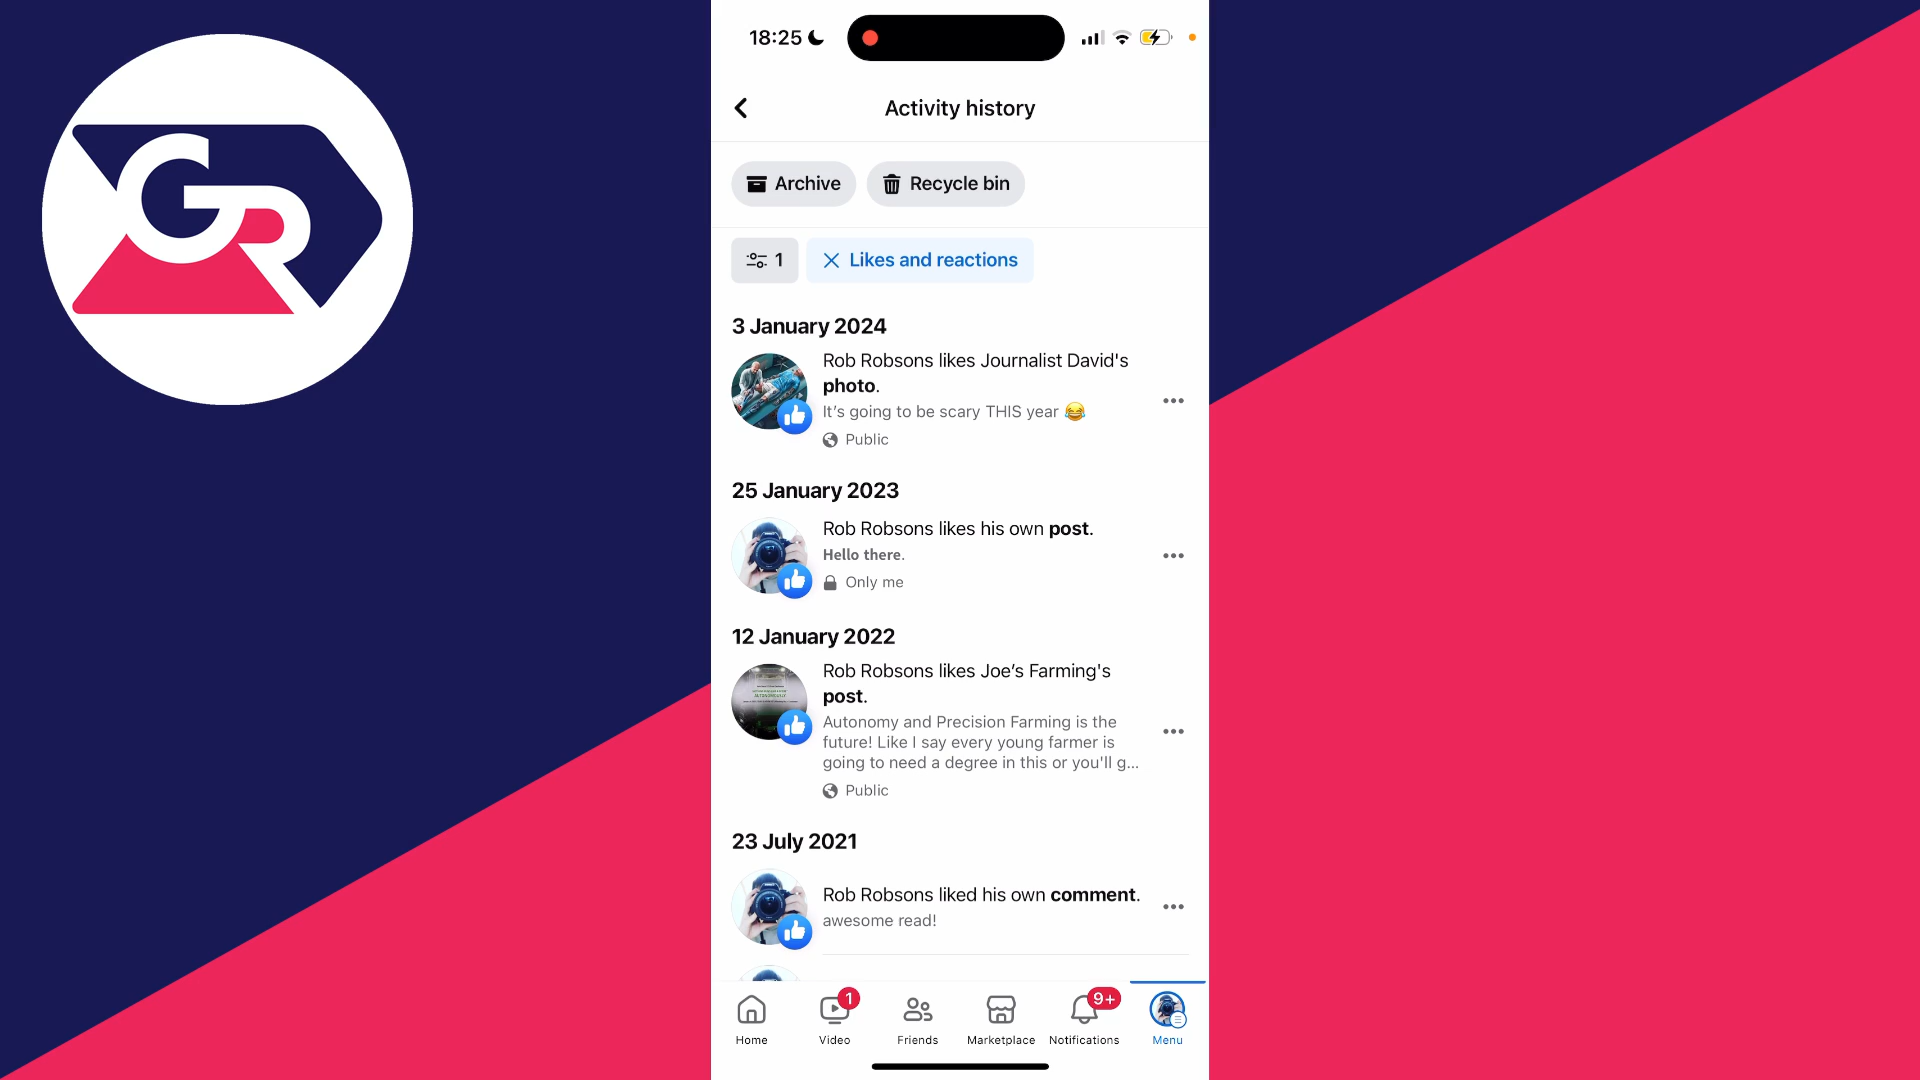 GR
18:25
Activity history
Archive
Recycle bin
1
Likes and reactions
3 January 2024
Rob Robsons likes Journalist David's
photo.
It's going to be scary THIS year 😂
Public
25 January 2023
Rob Robsons likes his own post.
Hello there.
Only me
12 January 2022
Rob Robsons likes Joe’s Farming's
post.
Autonomy and Precision Farming is the
future! Like I say every young farmer is
going to need a degree in this or you'll g...
Public
23 July 2021
Rob Robsons liked his own comment.
awesome read!
1
9+
Home
Video
Friends
Marketplace
Notifications
Menu